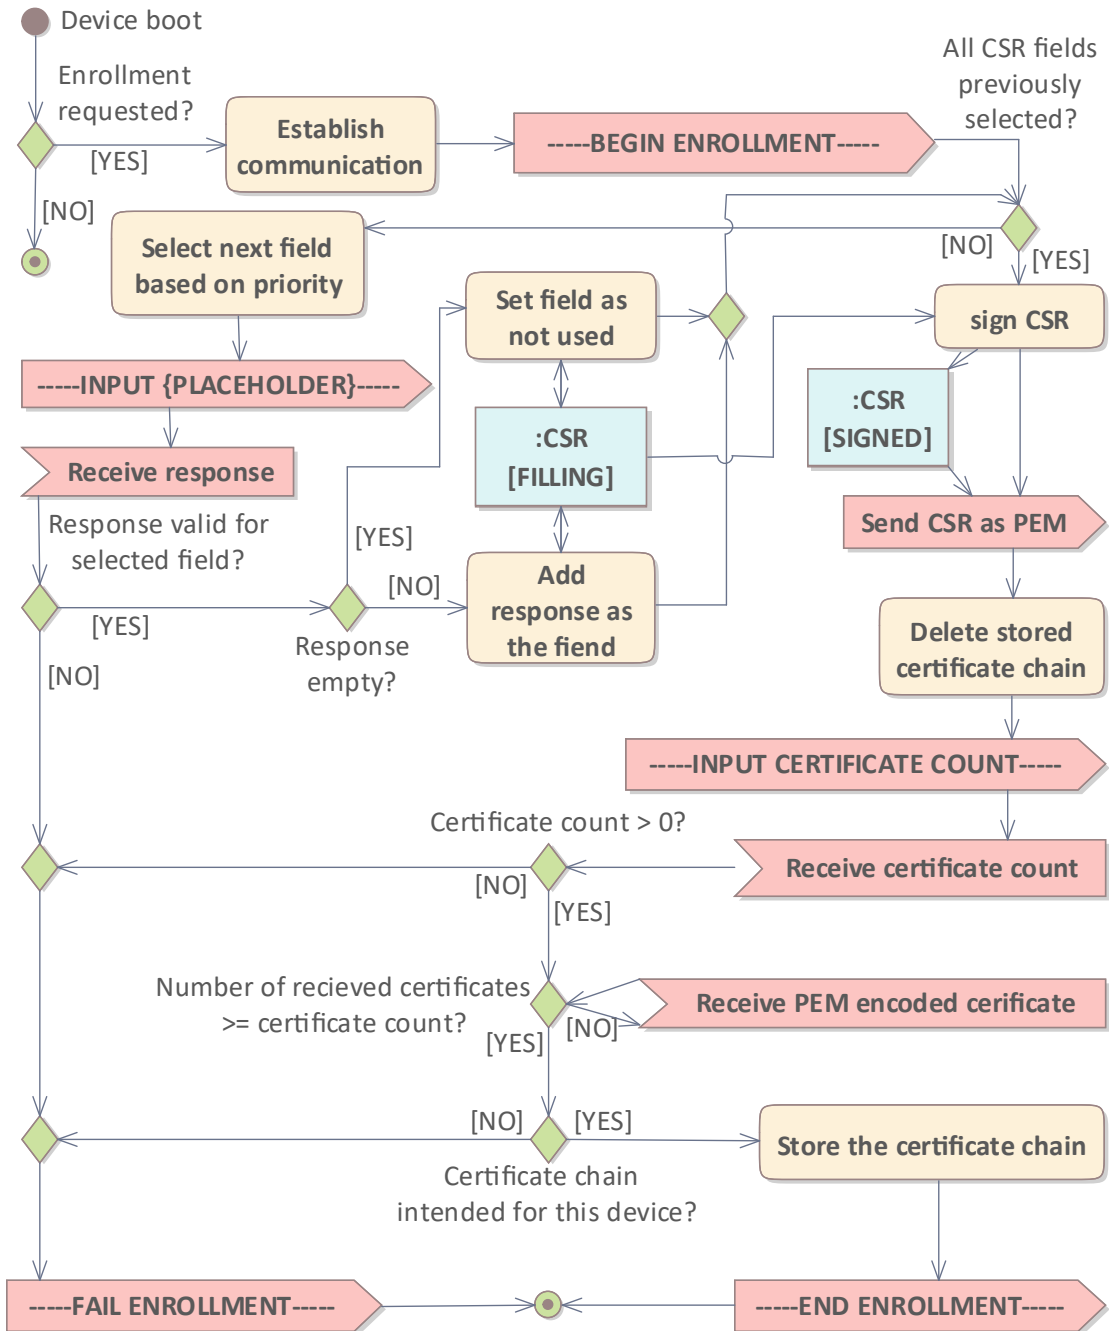 Device boot
Enrollment
requested?
[YES]
[NO]
Establish
communication
-----BEGIN ENROLLMENT-----
All CSR fields
previously
selected?
[NO]
[YES]
Select next field
based on priority
Set field as
not used
sign CSR
-----INPUT {PLACEHOLDER}-----
:CSR
[FILLING]
:CSR
[SIGNED]
Receive response
Response valid for
selected field?
[YES]
[NO]
Send CSR as PEM
Add
response as
the fiend
[YES]
[NO]
Response
empty?
Delete stored
certificate chain
-----INPUT CERTIFICATE COUNT-----
Certificate count > 0?
Receive certificate count
[NO]
[YES]
Number of recieved certificates
>= certificate count?
[NO]
[YES]
Receive PEM encoded cerificate
[NO]
[YES]
Store the certificate chain
Certificate chain
intended for this device?
-----FAIL ENROLLMENT-----
-----END ENROLLMENT-----